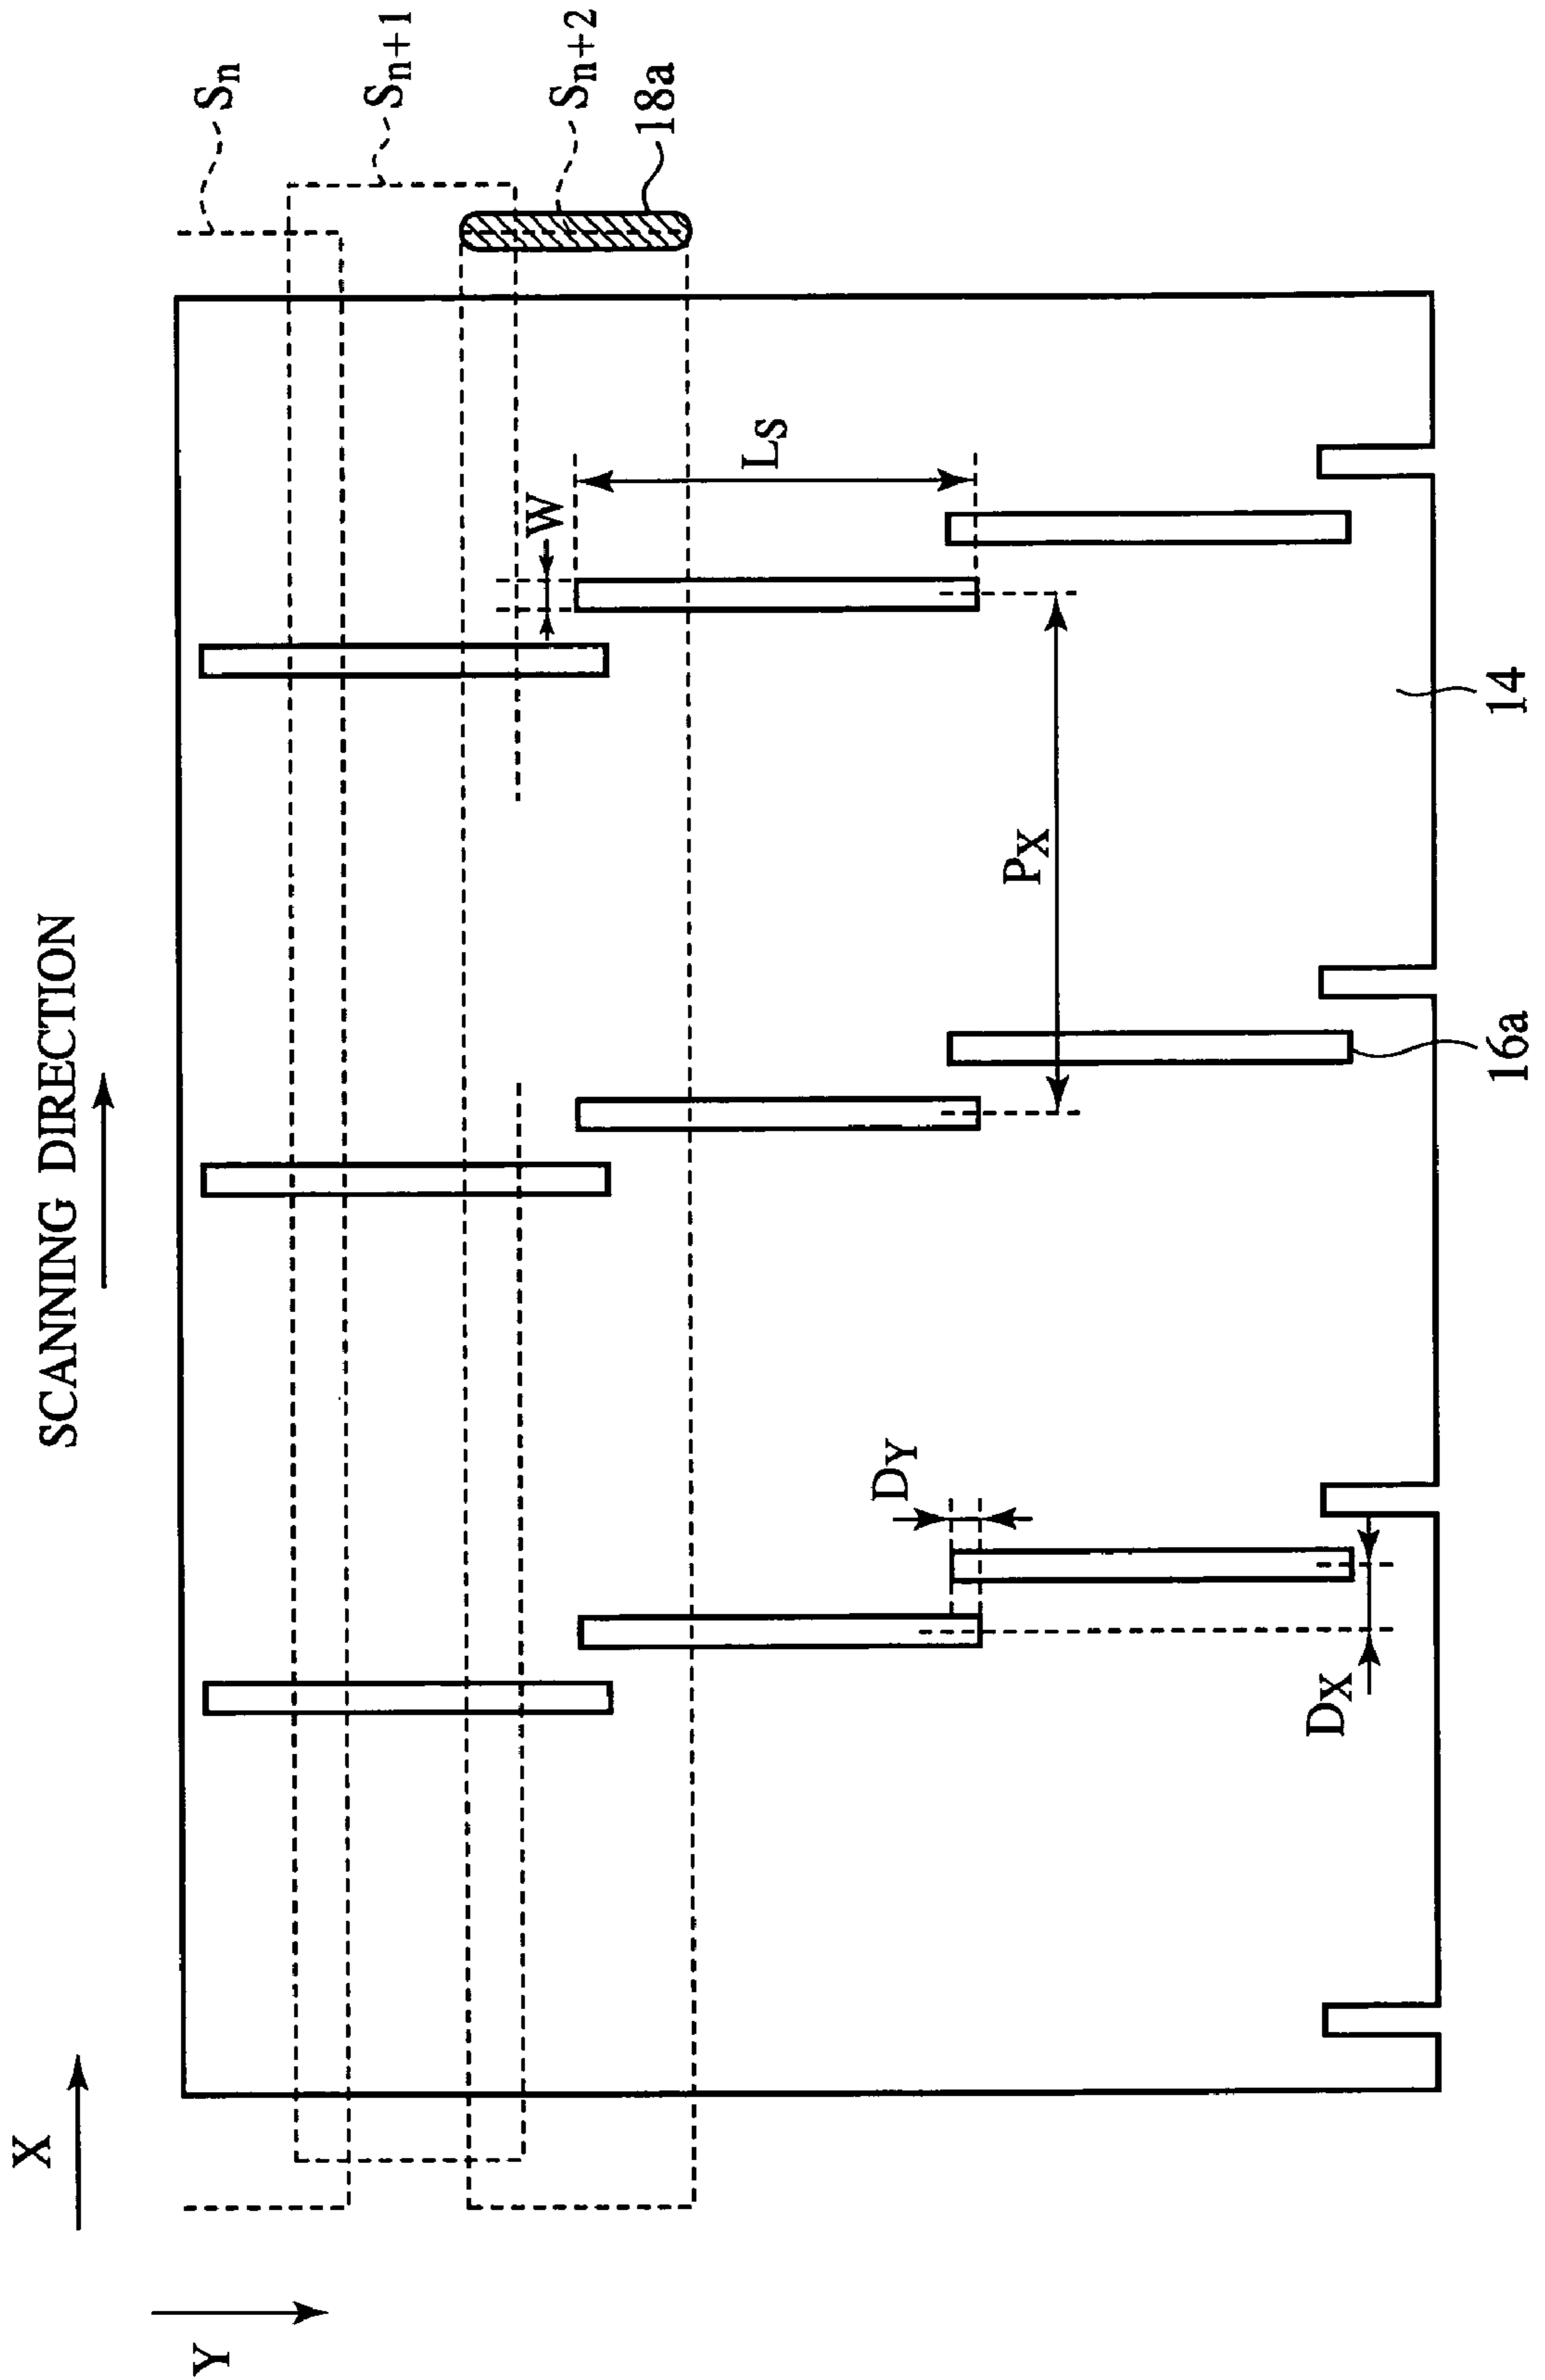 SCANNING DIRECTION
X
Y
Sn
Sn+1
Sn+2
18a
W
LS
PX
DY
DX
14
16a